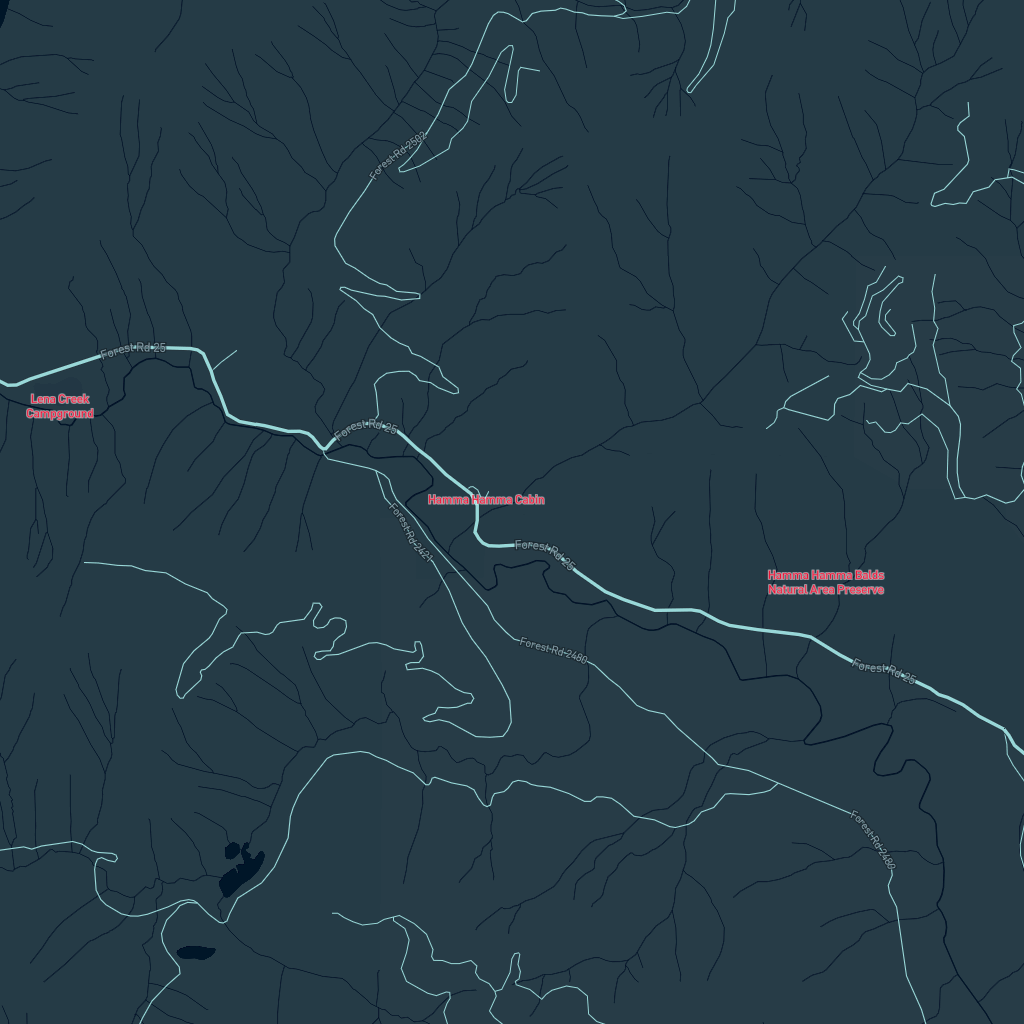 Forest Rd 2502
Forest Rd 25
Lena Creek
Campground
Forest Rd 25
Hamma Hamma Cabin
Forest Rd 2421
Forest Rd 25
Hamma Hamma Balds
Natural Area Preserve
Forest Rd 2480
Forest Rd 25
Forest Rd 2480